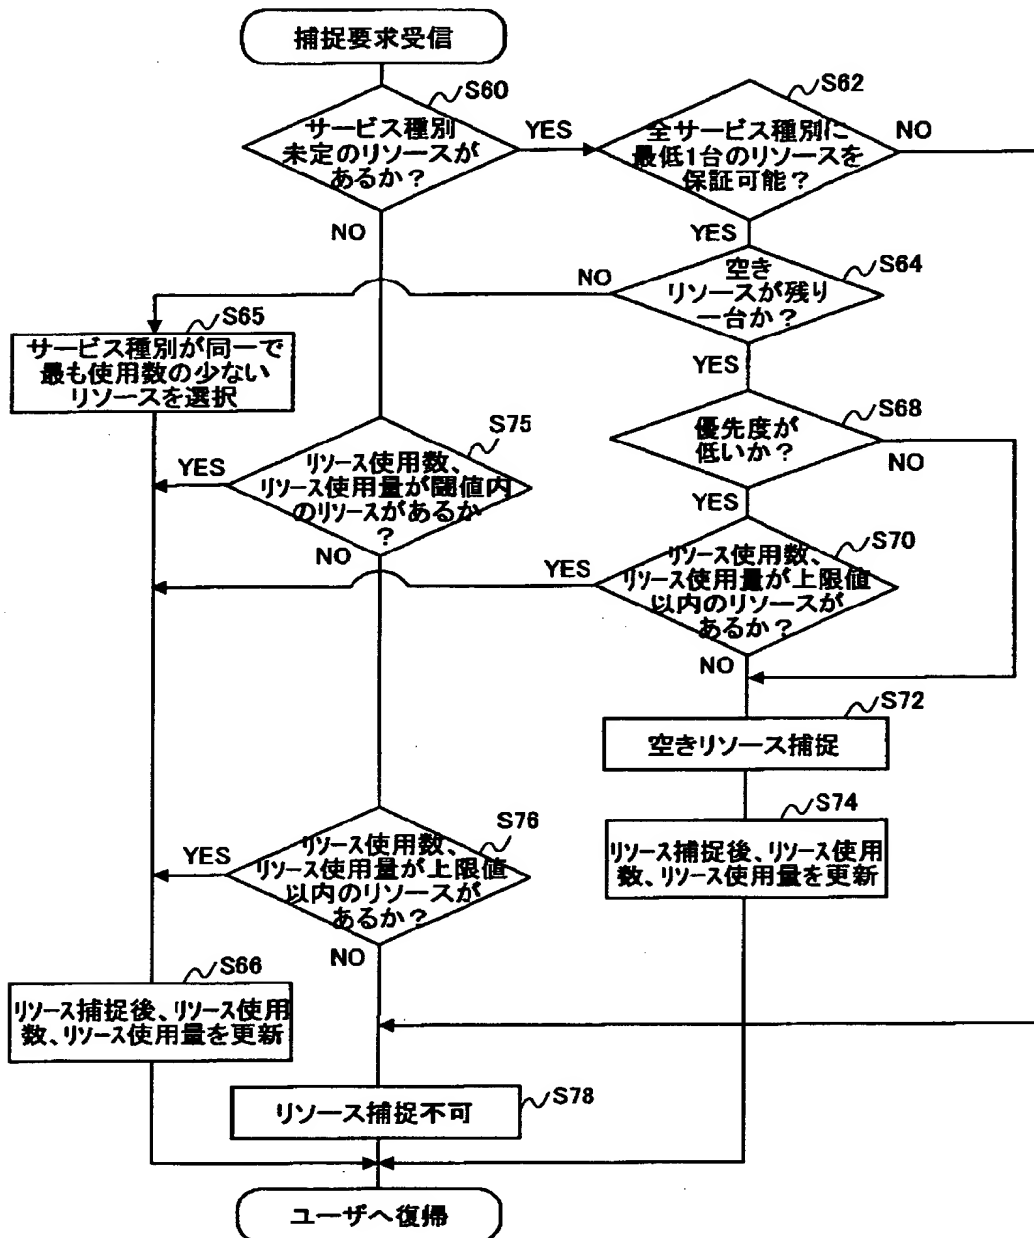 捕捉要求受信
S60
サービス種別
未定のリソースが
あるか？
YES
NO
S62
全サービス種別に
最低1台のリソースを
保証可能？
NO
YES
S64
空き
リソースが残り
一台か？
NO
YES
S65
サービス種別が同一で
最も使用数の少ない
リソースを選択
S68
優先度が
低いか？
NO
YES
S75
リソース使用数、
リソース使用量が閾値内
のリソースがあるか
？
YES
NO
S70
リソース使用数、
リソース使用量が上限値
以内のリソースが
あるか？
YES
NO
S72
空きリソース捕捉
S74
リソース捕捉後、リソース使用
数、リソース使用量を更新
S76
リソース使用数、
リソース使用量が上限値
以内のリソースが
あるか？
YES
NO
S66
リソース捕捉後、リソース使用
数、リソース使用量を更新
S78
リソース捕捉不可
ユーザへ復帰